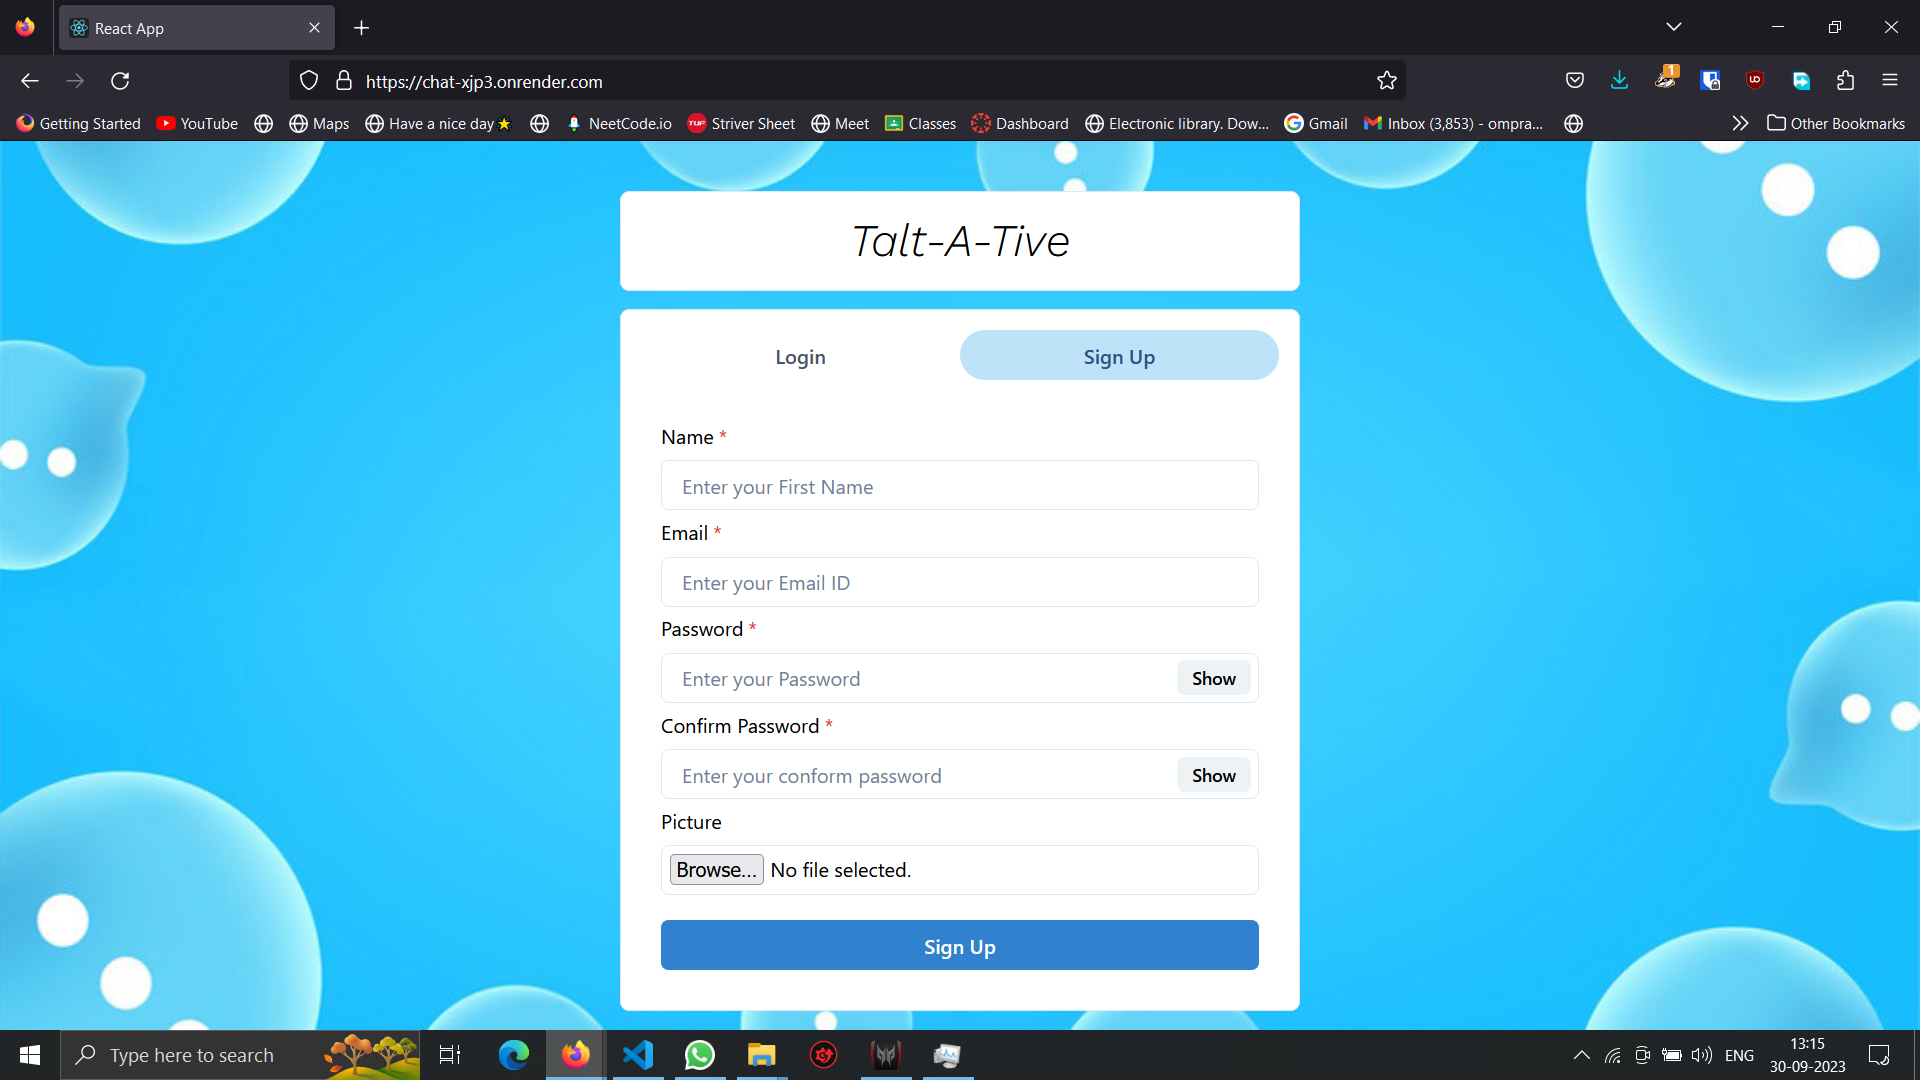 React App
https://chat-xjp3.onrender.com
1
Getting Started YouTube Maps Have a nice day NeetCode.io TUF Striver Sheet Meet Classes Dashboard Electronic library. Dow... Gmail Inbox (3,853) - ompra... Other Bookmarks
Talt-A-Tive
Login Sign Up
Name *
Enter your First Name
Email *
Enter your Email ID
Password *
Enter your Password Show
Confirm Password *
Enter your conform password Show
Picture
Browse... No file selected.
Sign Up
Type here to search
ENG 13:15
30-09-2023